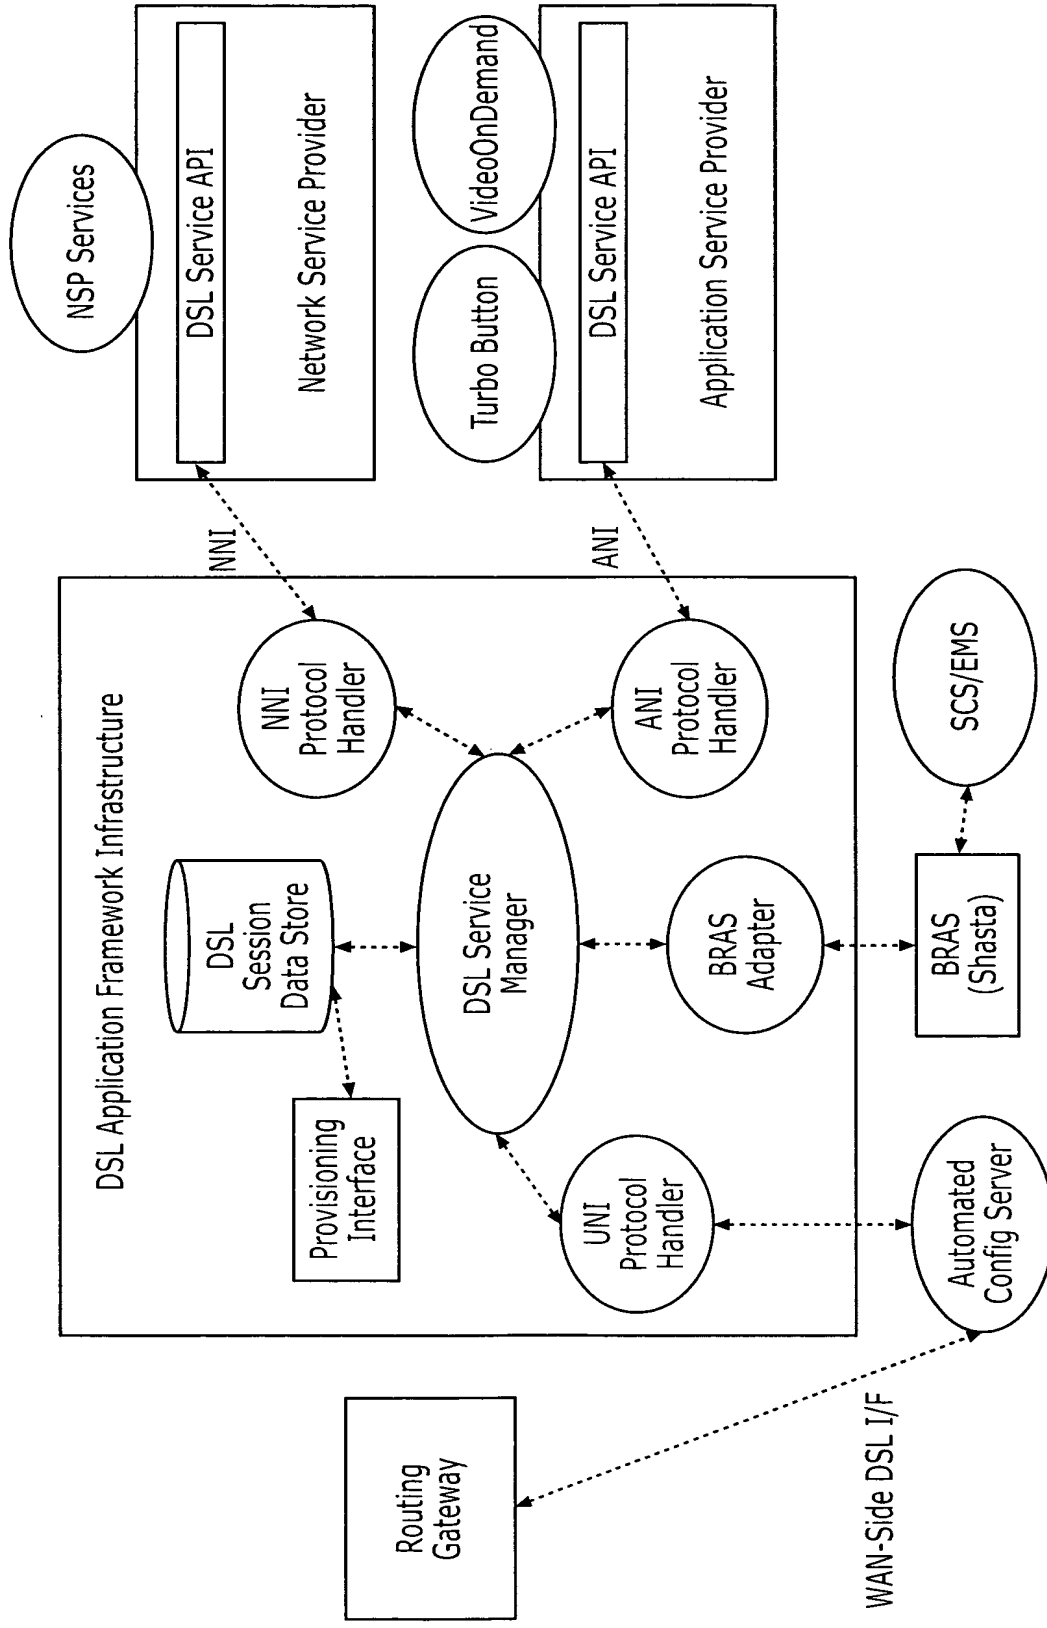 DSL Application Framework Infrastructure
NSP Services
DSL Service API
Network Service Provider
NNI
NNI
Protocol
Handler
DSL
Session
Data Store
Provisioning
Interface
Routing
Gateway
DSL Service
Manager
Turbo Button
VideoOnDemand
DSL Service API
Application Service Provider
ANI
ANI
Protocol
Handler
BRAS
Adapter
UNI
Protocol
Handler
WAN-Side DSL I/F
Automated
Config Server
BRAS
(Shasta)
SCS/EMS